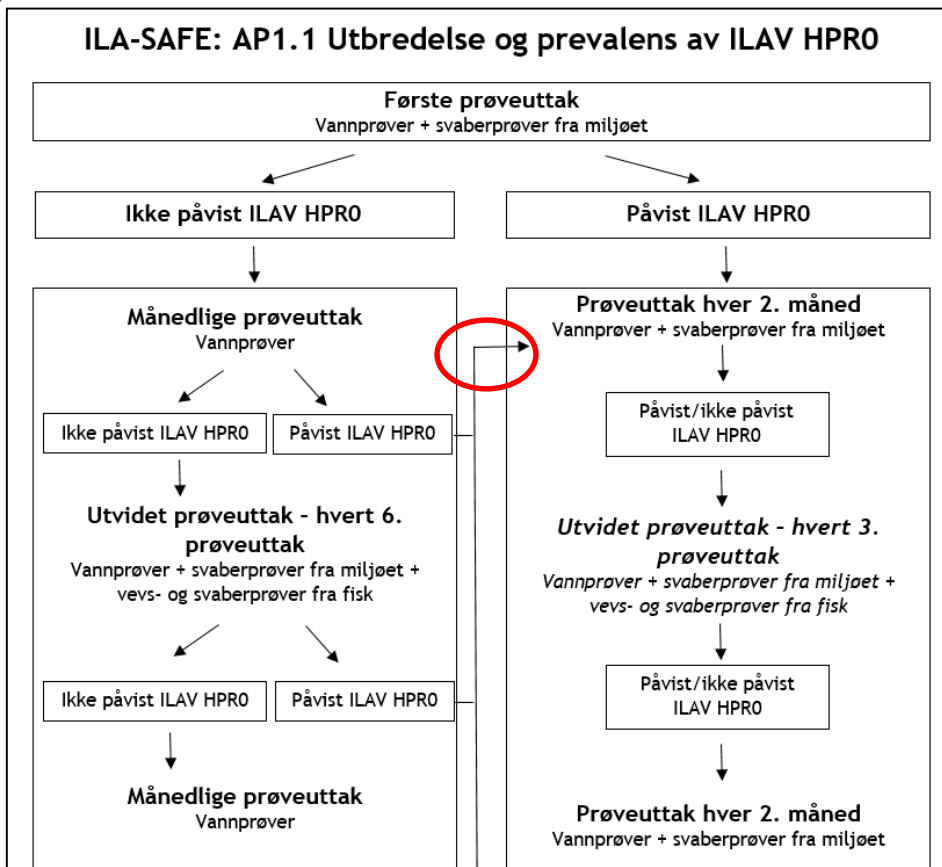 ILA-SAFE: AP1.1 Utbredelse og prevalens av ILAV HPR0
Første prøveuttak
Vannprøver + svaberprøver fra miljøet
Ikke påvist ILAV HPR0
Påvist ILAV HPR0
Månedlige prøveuttak
Vannprøver
Ikke påvist ILAV HPR0
Påvist ILAV HPR0
Utvidet prøveuttak – hvert 6.
prøveuttak
Vannprøver + svaberprøver fra miljøet +
vevs- og svaberprøver fra fisk
Ikke påvist ILAV HPR0
Påvist ILAV HPR0
Månedlige prøveuttak
Vannprøver
Prøveuttak hver 2. måned
Vannprøver + svaberprøver fra miljøet
Påvist/ikke påvist
ILAV HPR0
Utvidet prøveuttak – hvert 3.
prøveuttak
Vannprøver + svaberprøver fra miljøet +
vevs- og svaberprøver fra fisk
Påvist/ikke påvist
ILAV HPR0
Prøveuttak hver 2. måned
Vannprøver + svaberprøver fra miljøet